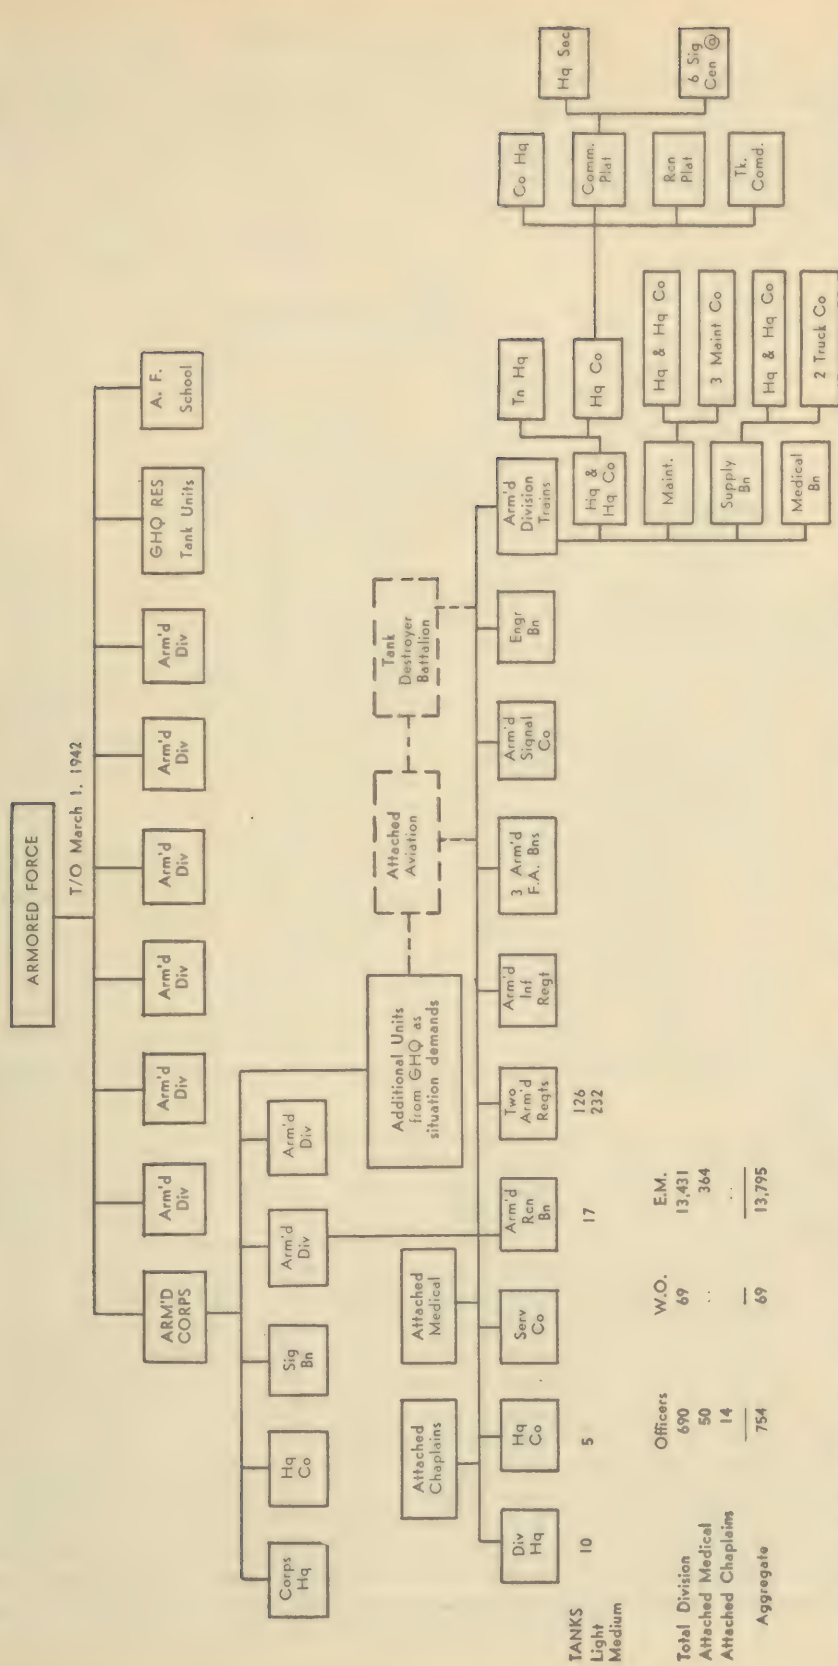 ARMORED FORCE
T/O March 1, 1942
ARM'D
CORPS
Arm'd
Div
Arm'd
Div
Arm'd
Div
Arm'd
Div
Arm'd
Div
Arm'd
Div
GHQ RES
Tank Units
A. F.
School
Corps
Hq
Hq
Co
Sig
Bn
Arm'd
Div
Arm'd
Div
Additional Units
from GHQ as
situation demands
Attached
Aviation
Tank
Destroyer
Battalion
Attached
Chaplains
Attached
Medical
Div
Hq
Hq
Co
Serv
Co
Arm'd
Rcn
Bn
Two
Arm'd
Regts
Arm'd
Inf
Regt
3 Arm'd
F.A. Bns
Arm'd
Signal
Co
Engr
Bn
Arm'd
Division
Trains
Hq &
Hq Co
Tn Hq
Hq Co
Co Hq
Comm.
Plat
Hq Sec
6 Sig
Cen @
Rcn
Plat
Tk.
Comd.
Maint.
Hq & Hq Co
3 Maint Co
Supply
Bn
Hq & Hq Co
2 Truck Co
Medical
Bn
TANKS
Light 10 5 17 126
Medium 232
Officers W.O. E.M.
Total Division 690 69 13,431
Attached Medical 50 .. 364
Attached Chaplains 14 ..
Aggregate 754 69 13,795